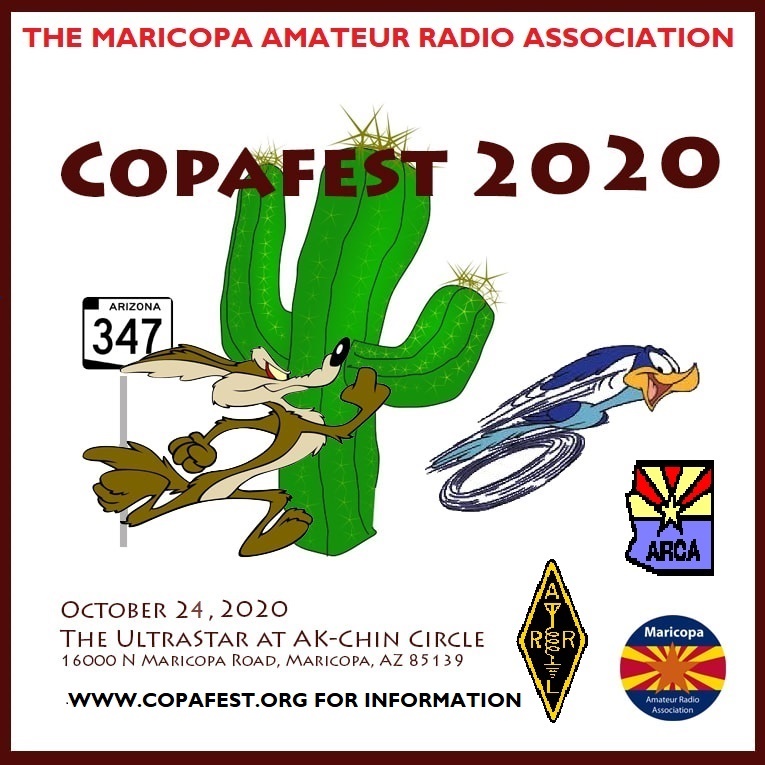 THE MARICOPA AMATEUR RADIO ASSOCIATION
COPAFEST 2020
ARIZONA
347
ARCA
OCTOBER 24, 2020
THE ULTRASTAR AT AK-CHIN CIRCLE
16000 N MARICOPA ROAD, MARICOPA, AZ 85139
WWW.COPAFEST.ORG FOR INFORMATION
A
R R
L
Maricopa
Amateur Radio
Association